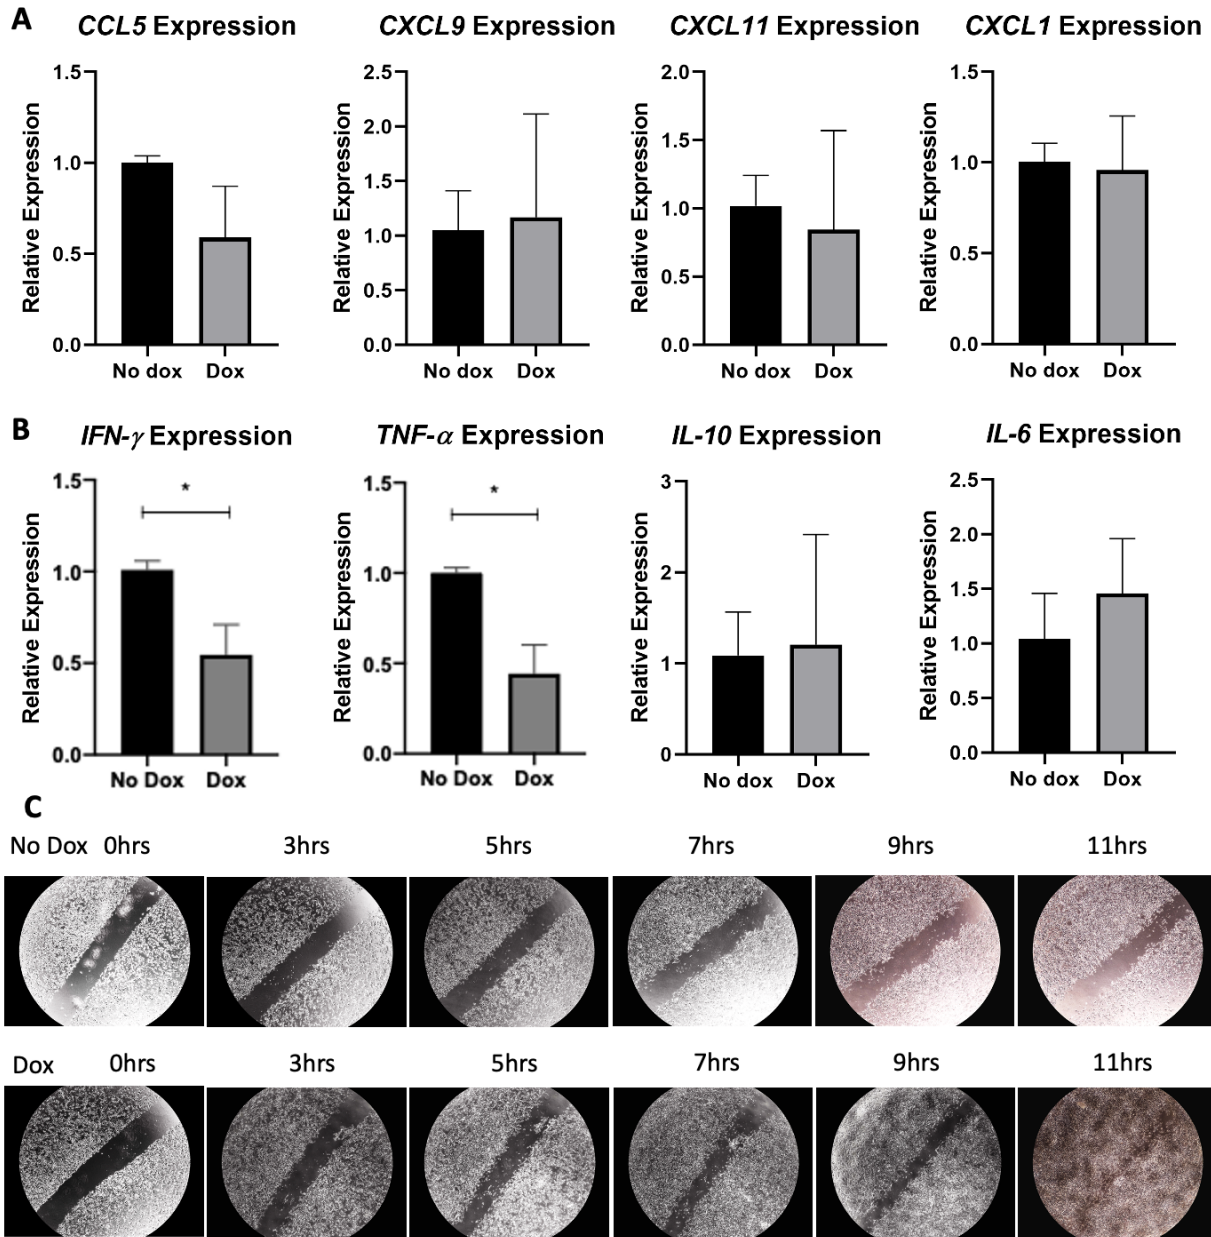 A
CCL5 Expression
CXCL9 Expression
CXCL11 Expression
CXCL1 Expression
Relative Expression
1.5
1.0
0.5
0.0
No dox
Dox
Relative Expression
2.5
2.0
1.5
1.0
0.5
0.0
No dox
Dox
Relative Expression
2.0
1.5
1.0
0.5
0.0
No dox
Dox
Relative Expression
1.5
1.0
0.5
0.0
No dox
Dox
B
IFN-γ Expression
TNF-α Expression
IL-10 Expression
IL-6 Expression
Relative Expression
1.5
1.0
0.5
0.0
*
No Dox
Dox
Relative Expression
1.5
1.0
0.5
0.0
*
No Dox
Dox
Relative Expression
3
2
1
0
No dox
Dox
Relative Expression
2.5
2.0
1.5
1.0
0.5
0.0
No dox
Dox
C
No Dox 0hrs 3hrs 5hrs 7hrs 9hrs 11hrs
Dox 0hrs 3hrs 5hrs 7hrs 9hrs 11hrs